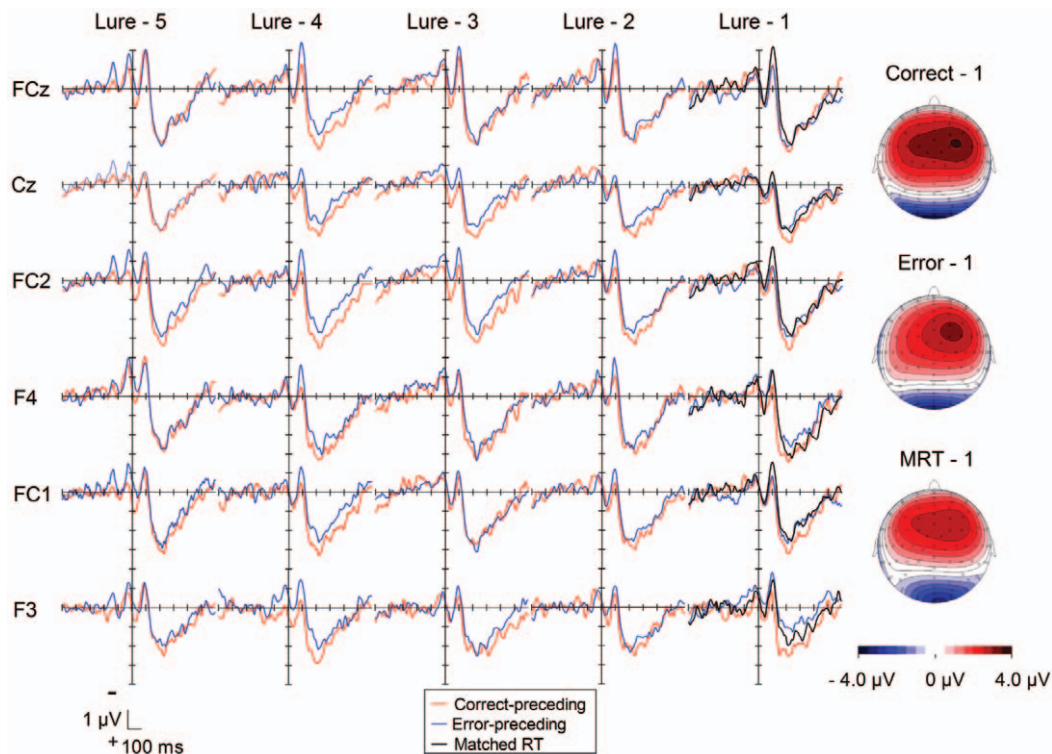 Lure - 5 Lure - 4 Lure - 3 Lure - 2 Lure - 1
FCz
Cz
FC2
F4
FC1
F3
Correct - 1
Error - 1
MRT - 1
- 4.0 µV 0 µV 4.0 µV
-
1 µV
+ 100 ms
Correct-preceding
Error-preceding
Matched RT